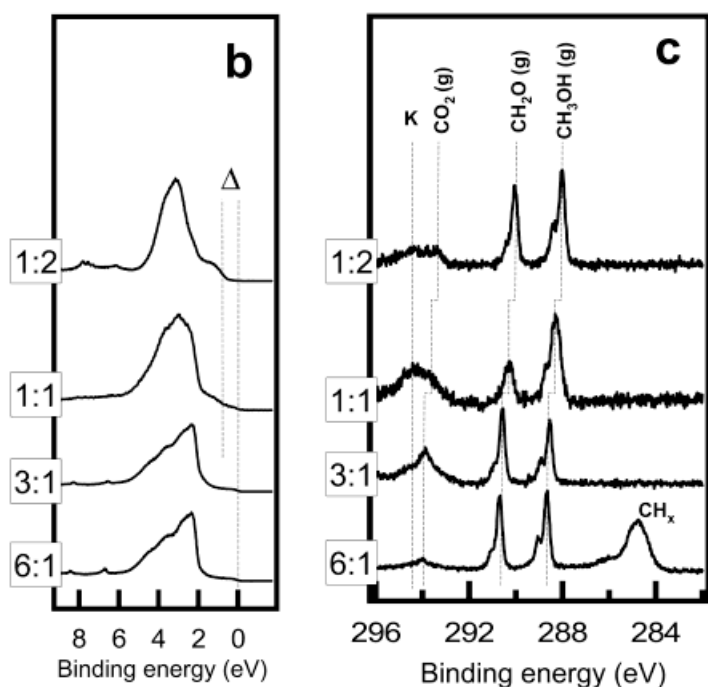 b
Δ
1:2
1:1
3:1
6:1
8 6 4 2 0
Binding energy (eV)
c
K
CO₂ (g)
CH₂O (g)
CH₃OH (g)
1:2
1:1
3:1
6:1
CHₓ
296 292 288 284
Binding energy (eV)